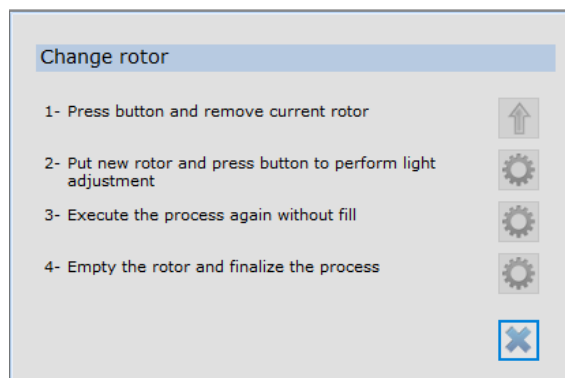 Change rotor
1- Press button and remove current rotor
2- Put new rotor and press button to perform light
adjustment
3- Execute the process again without fill
4- Empty the rotor and finalize the process